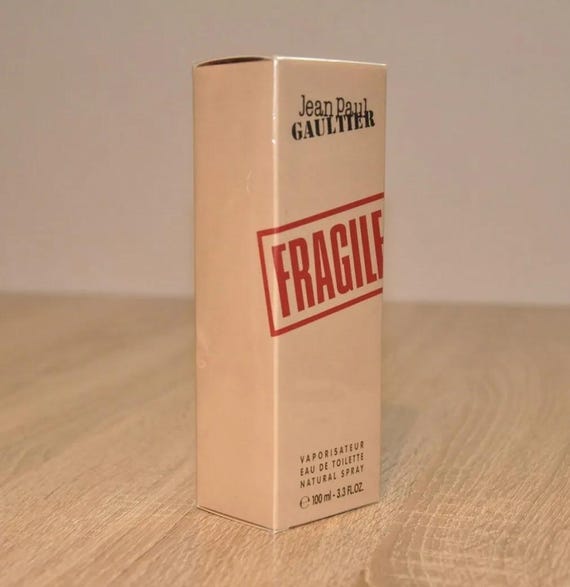 Jean Paul
GAULTIER
FRAGILE
VAPORISATEUR
EAU DE TOILETTE
NATURAL SPRAY
℮ 100 ml - 3.3 FL.OZ.